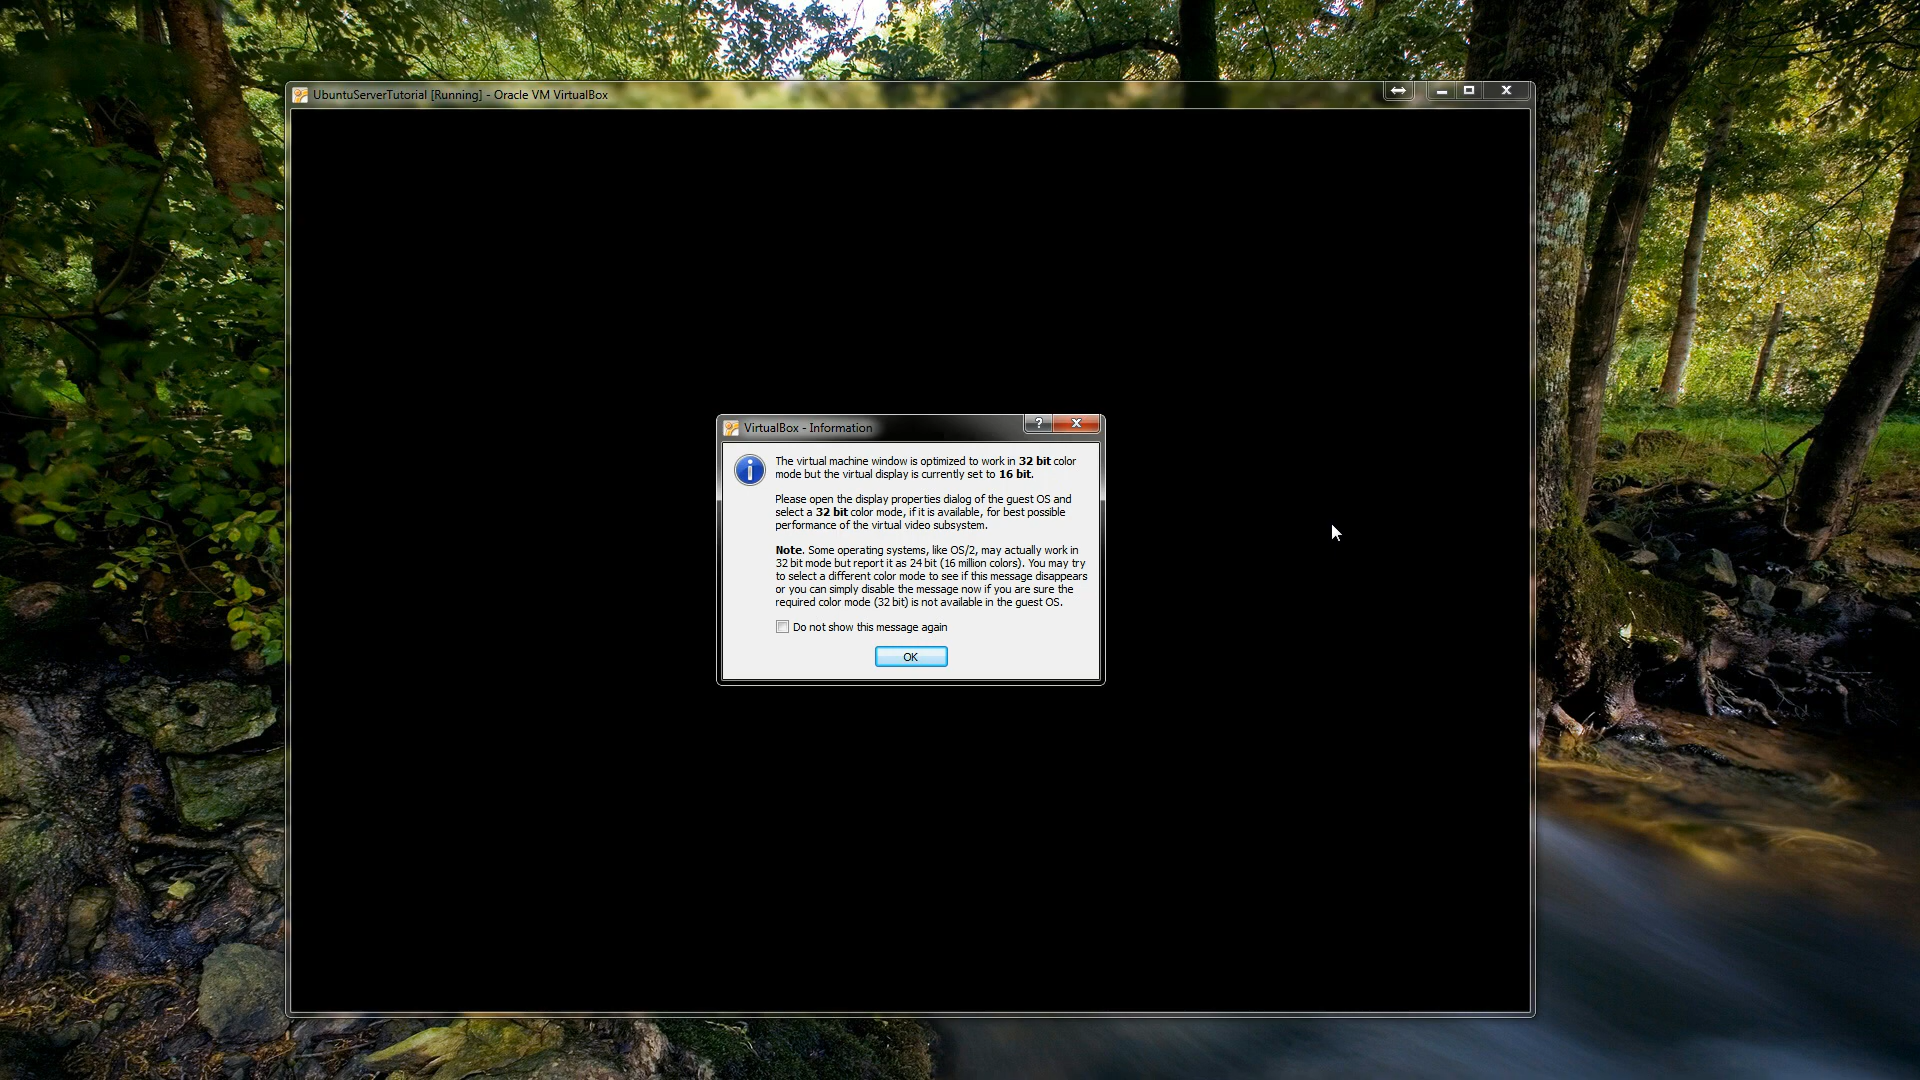 UbuntuServerTutorial [Running] - Oracle VM VirtualBox
VirtualBox - Information
The virtual machine window is optimized to work in 32 bit color
mode but the virtual display is currently set to 16 bit.
Please open the display properties dialog of the guest OS and
select a 32 bit color mode, if it is available, for best possible
performance of the virtual video subsystem.
Note. Some operating systems, like OS/2, may actually work in
32 bit mode but report it as 24 bit (16 million colors). You may try
to select a different color mode to see if this message disappears
or you can simply disable the message now if you are sure the
required color mode (32 bit) is not available in the guest OS.
Do not show this message again
OK